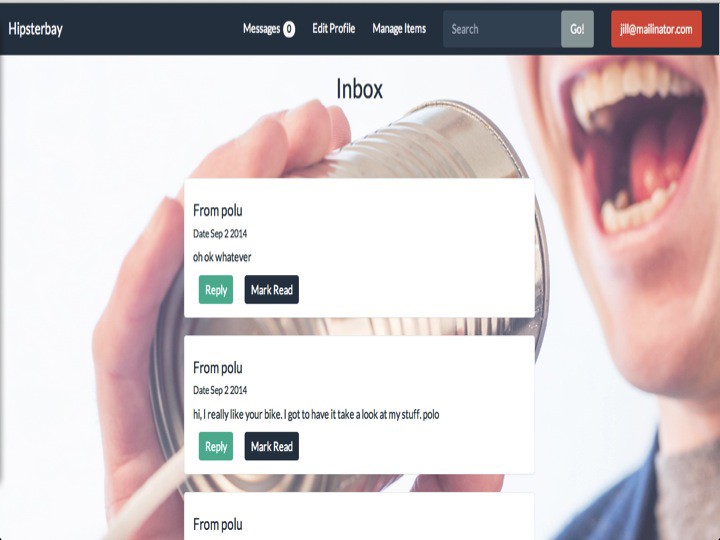 Hipsterbay
Messages 0 Edit Profile Manage Items Search Go! jill@mailinator.com
Inbox
From polu
Date Sep 2 2014
oh ok whatever
Reply Mark Read
From polu
Date Sep 2 2014
hi, I really like your bike. I got to have it take a look at my stuff. polo
Reply Mark Read
From polu